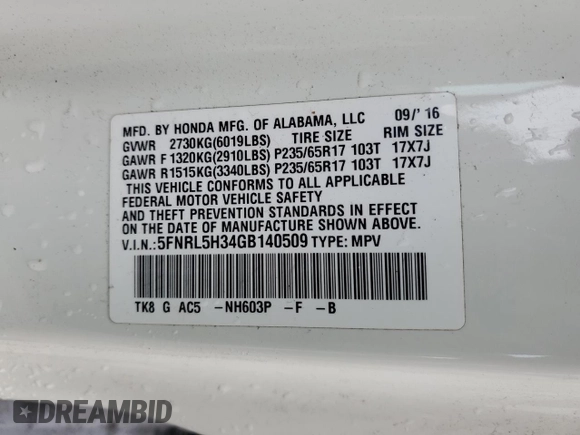 MFD. BY HONDA MFG. OF ALABAMA, LLC 09/'16
GVWR 2730KG(6019LBS) TIRE SIZE RIM SIZE
GAWR F 1320KG(2910LBS) P235/65R17 103T 17X7J
GAWR R1515KG(3340LBS) P235/65R17 103T 17X7J
THIS VEHICLE CONFORMS TO ALL APPLICABLE
FEDERAL MOTOR VEHICLE SAFETY
AND THEFT PREVENTION STANDARDS IN EFFECT
ON THE DATE OF MANUFACTURE SHOWN ABOVE.
V.I.N.:5FNRL5H34GB140509 TYPE: MPV
TK8 G AC5 -NH603P -F -B
DREAMBID